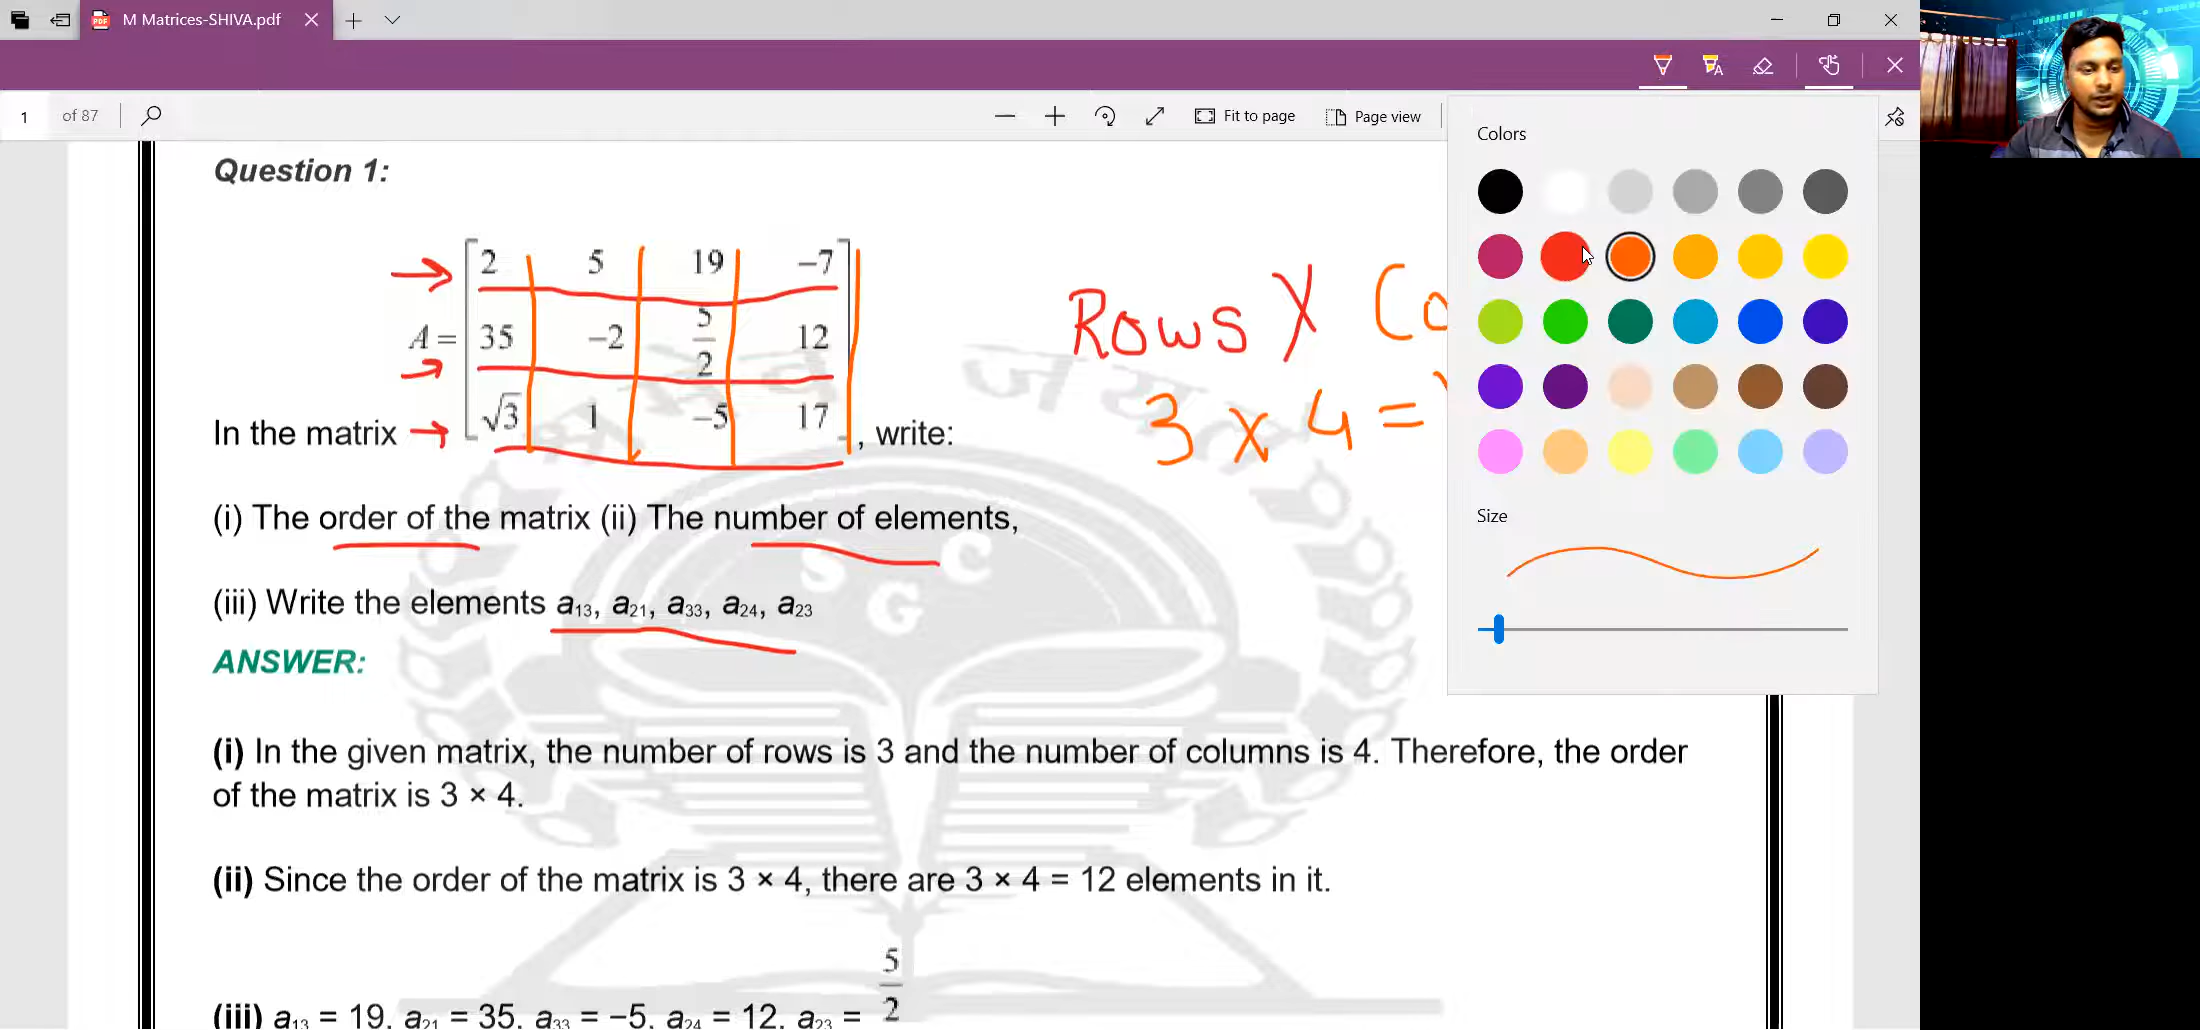 M Matrices-SHIVA.pdf
1 of 87
Fit to page
Page view
Colors
Size
Question 1:
2 5 19 −7
A = 35 −2 5/2 12
√3 1 −5 17
In the matrix , write:
Rows X Co
3 x 4 =
(i) The order of the matrix (ii) The number of elements,
(iii) Write the elements a13, a21, a33, a24, a23
S G C
ANSWER:
(i) In the given matrix, the number of rows is 3 and the number of columns is 4. Therefore, the order
of the matrix is 3 × 4.
(ii) Since the order of the matrix is 3 × 4, there are 3 × 4 = 12 elements in it.
(iii) a13 = 19, a21 = 35, a33 = −5, a24 = 12, a23 = 5/2